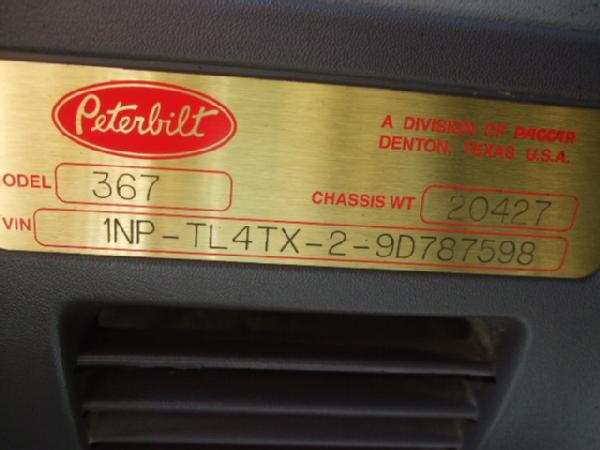 Peterbilt
A DIVISION OF PACCAR
DENTON, TEXAS U.S.A.
ODEL 367
CHASSIS WT 20427
VIN 1NP-TL4TX-2-9D787598